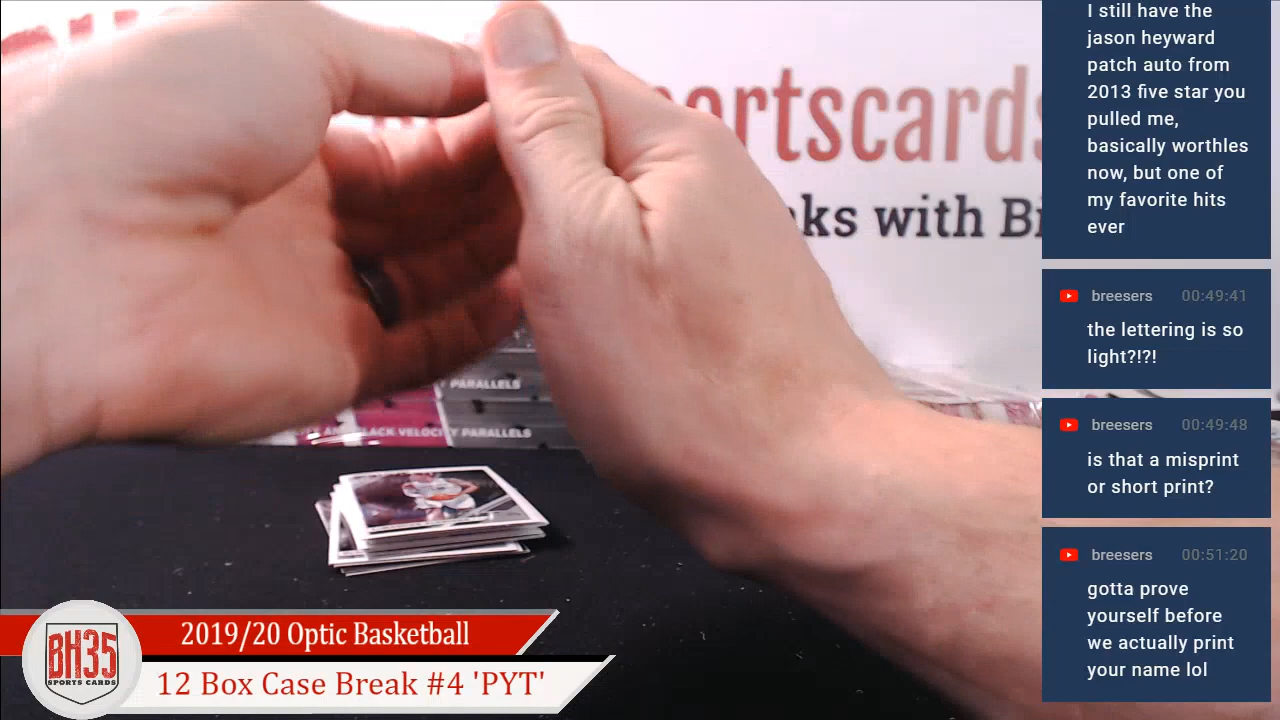 ortscards
ks with Bi
PARALLELS
AND BLACK VELOCITY PARALLELS
2019/20 Optic Basketball
12 Box Case Break #4 'PYT'
BH35
SPORTS CARDS
I still have the
jason heyward
patch auto from
2013 five star you
pulled me,
basically worthles
now, but one of
my favorite hits
ever
breesers 00:49:41
the lettering is so
light?!?!
breesers 00:49:48
is that a misprint
or short print?
breesers 00:51:20
gotta prove
yourself before
we actually print
your name lol